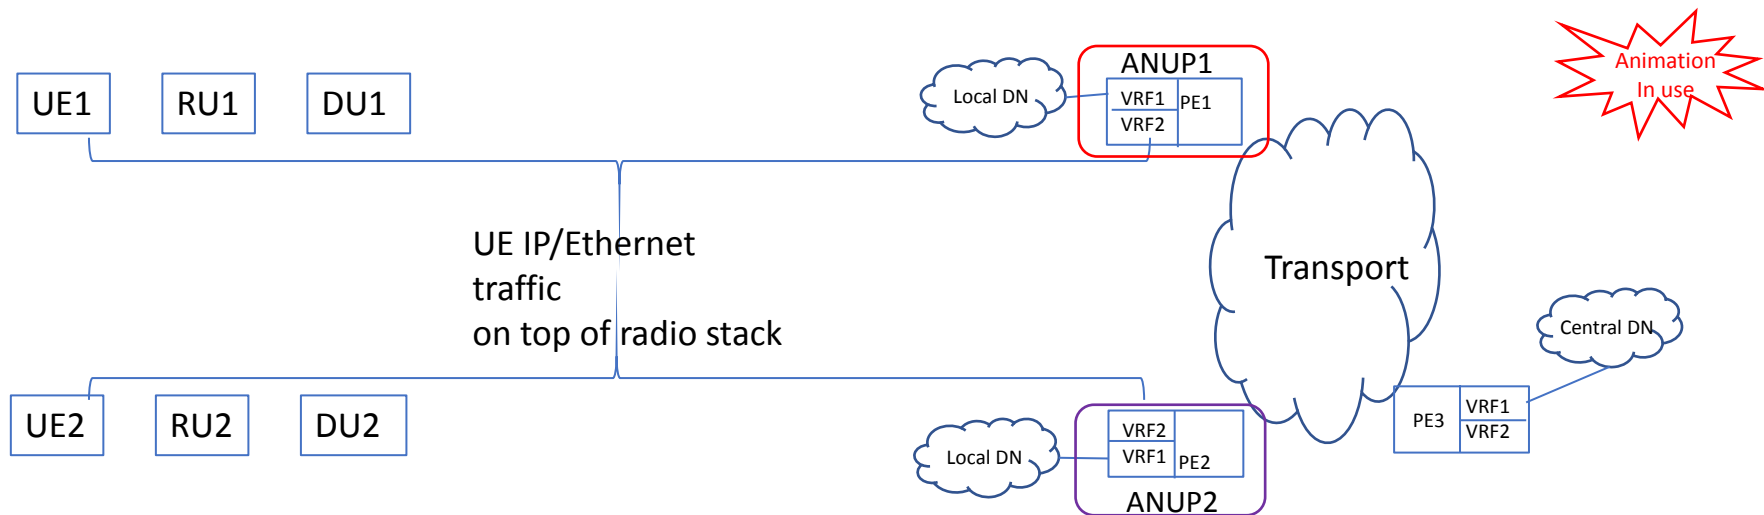 ANUP1
Animation
In use
UE1
RU1
DU1
Local DN
VRF1
PE1
VRF2
UE IP/Ethernet
traffic
on top of radio stack
Transport
Central DN
UE2
RU2
DU2
Local DN
VRF2
VRF1
PE2
ANUP2
PE3
VRF1
VRF2